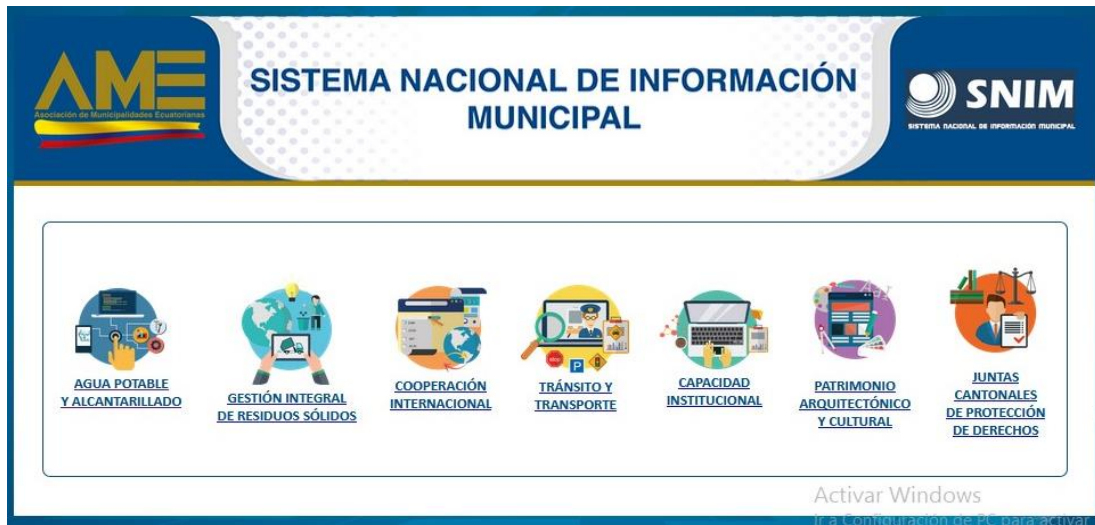 AME
Asociación de Municipalidades Ecuatorianas
SISTEMA NACIONAL DE INFORMACIÓN
MUNICIPAL
SNIM
SISTEMA NACIONAL DE INFORMACIÓN MUNICIPAL
AGUA POTABLE
Y ALCANTARILLADO
GESTIÓN INTEGRAL
DE RESIDUOS SÓLIDOS
COOPERACIÓN
INTERNACIONAL
TRÁNSITO Y
TRANSPORTE
CAPACIDAD
INSTITUCIONAL
PATRIMONIO
ARQUITECTÓNICO
Y CULTURAL
JUNTAS
CANTONALES
DE PROTECCIÓN
DE DERECHOS
Activar Windows
Ir a Configuración de PC para activar